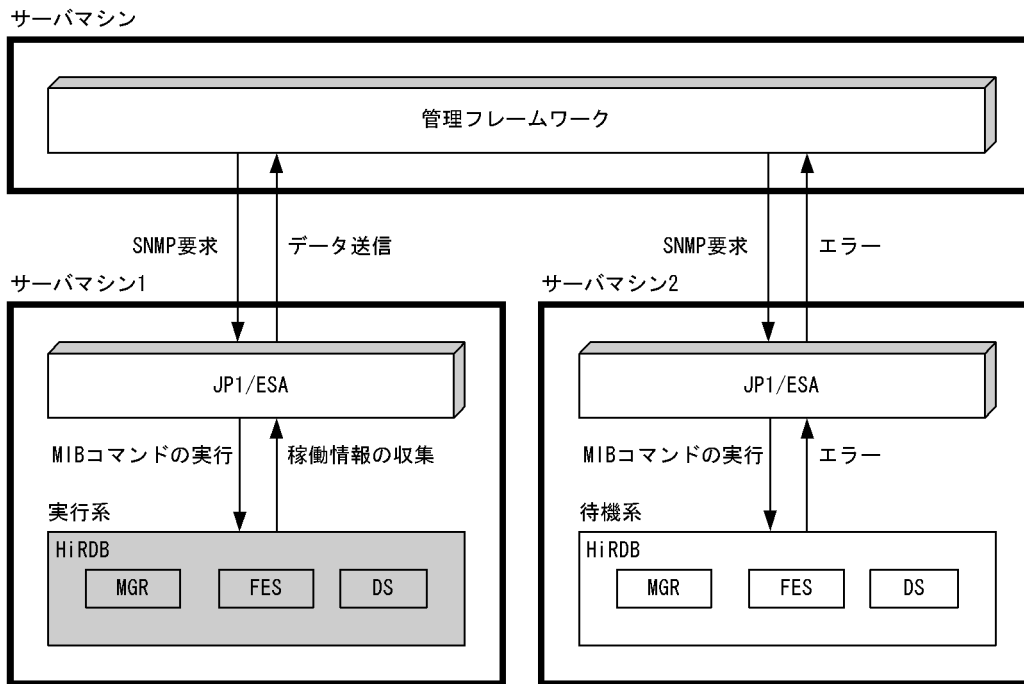 サーバマシン
管理フレームワーク
SNMP要求
データ送信
SNMP要求
エラー
サーバマシン1
サーバマシン2
JP1/ESA
JP1/ESA
MIBコマンドの実行
稼働情報の収集
MIBコマンドの実行
エラー
実行系
待機系
HiRDB
HiRDB
MGR
FES
DS
MGR
FES
DS